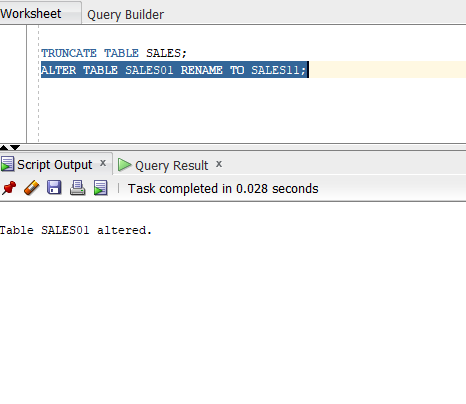 Worksheet Query Builder
TRUNCATE TABLE SALES;
ALTER TABLE SALES01 RENAME TO SALES11;
Script Output x Query Result x
Task completed in 0.028 seconds
Table SALES01 altered.